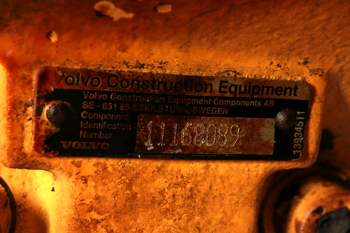 Volvo Construction Equipment
Volvo Construction Equipment Components AB
SE - 631 85 ESKILSTUNA, SWEDEN
Component
Identification
Number
11168089
VOLVO